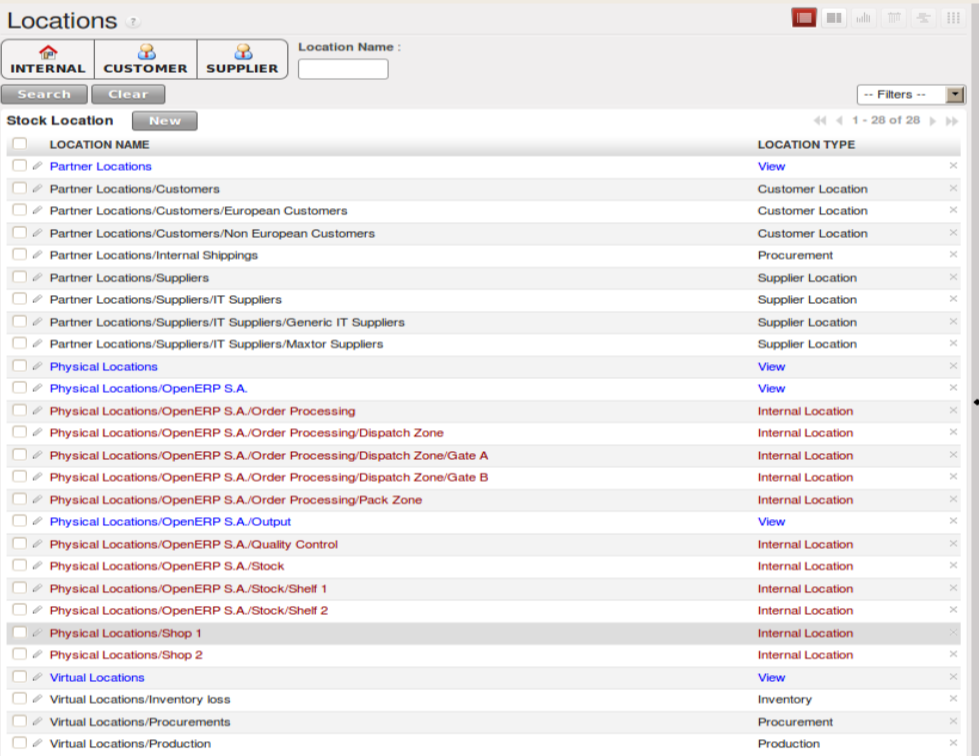 Locations ?
INTERNAL CUSTOMER SUPPLIER
Location Name :
Search Clear
-- Filters --
Stock Location New 1 - 28 of 28
LOCATION NAME LOCATION TYPE
Partner Locations View
Partner Locations/Customers Customer Location
Partner Locations/Customers/European Customers Customer Location
Partner Locations/Customers/Non European Customers Customer Location
Partner Locations/Internal Shippings Procurement
Partner Locations/Suppliers Supplier Location
Partner Locations/Suppliers/IT Suppliers Supplier Location
Partner Locations/Suppliers/IT Suppliers/Generic IT Suppliers Supplier Location
Partner Locations/Suppliers/IT Suppliers/Maxtor Suppliers Supplier Location
Physical Locations View
Physical Locations/OpenERP S.A. View
Physical Locations/OpenERP S.A./Order Processing Internal Location
Physical Locations/OpenERP S.A./Order Processing/Dispatch Zone Internal Location
Physical Locations/OpenERP S.A./Order Processing/Dispatch Zone/Gate A Internal Location
Physical Locations/OpenERP S.A./Order Processing/Dispatch Zone/Gate B Internal Location
Physical Locations/OpenERP S.A./Order Processing/Pack Zone Internal Location
Physical Locations/OpenERP S.A./Output View
Physical Locations/OpenERP S.A./Quality Control Internal Location
Physical Locations/OpenERP S.A./Stock Internal Location
Physical Locations/OpenERP S.A./Stock/Shelf 1 Internal Location
Physical Locations/OpenERP S.A./Stock/Shelf 2 Internal Location
Physical Locations/Shop 1 Internal Location
Physical Locations/Shop 2 Internal Location
Virtual Locations View
Virtual Locations/Inventory loss Inventory
Virtual Locations/Procurements Procurement
Virtual Locations/Production Production